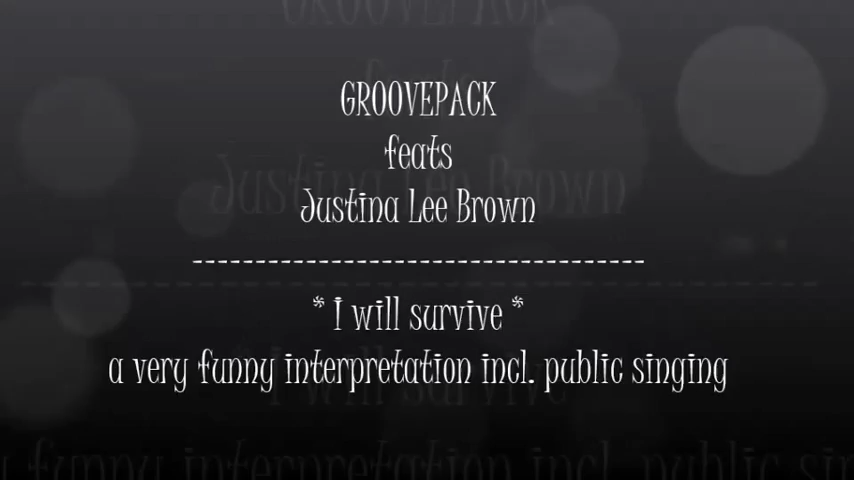 GROOVEPACK
feats
Justina Lee Brown
------------------------------------
* I will survive *
a very funny interpretation incl. public singing